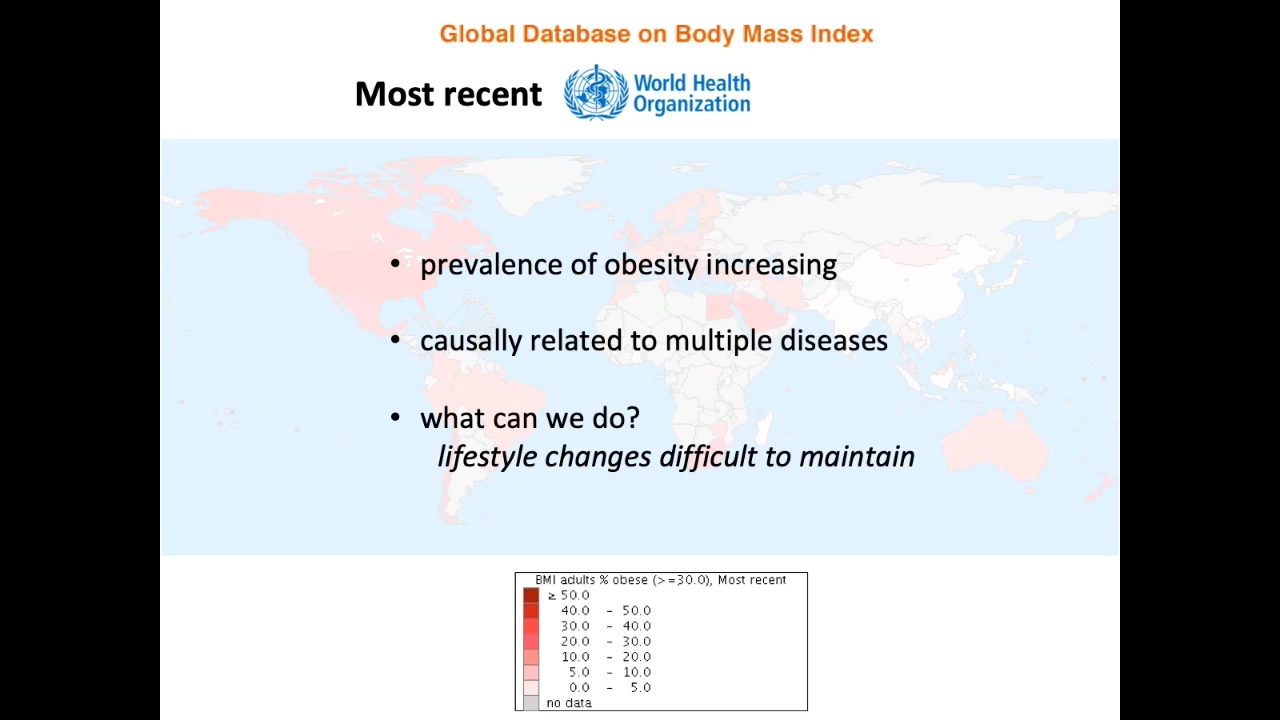 Global Database on Body Mass Index
Most recent
World Health
Organization
• prevalence of obesity increasing
• causally related to multiple diseases
• what can we do?
lifestyle changes difficult to maintain
BMI adults % obese (>=30.0), Most recent
≥ 50.0
40.0 - 50.0
30.0 - 40.0
20.0 - 30.0
10.0 - 20.0
5.0 - 10.0
0.0 - 5.0
no data